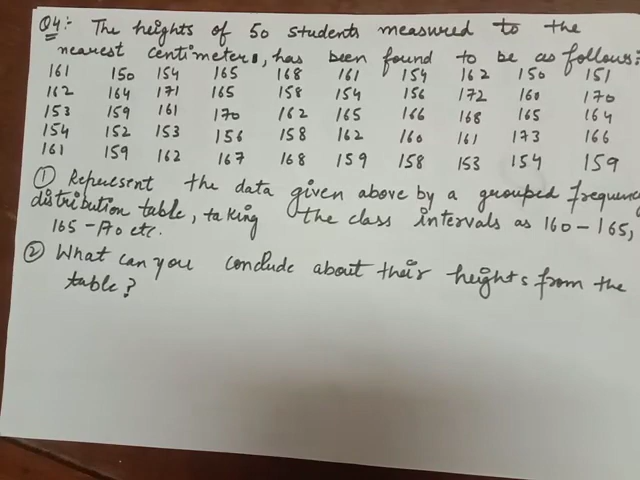 Q4:- The heights of 50 students measured to the
nearest centimeters, has been found to be as follows:
161 150 154 165 168 161 154 162 150 151
162 164 171 165 158 154 156 172 160 170
153 159 161 170 162 165 166 168 165 164
154 152 153 156 158 162 160 161 173 166
161 159 162 167 168 159 158 153 154 159
① Represent the data given above by a grouped frequency
distribution table, taking the class intervals as 160-165,
165-170 etc.
② What can you conclude about their heights from the
table?